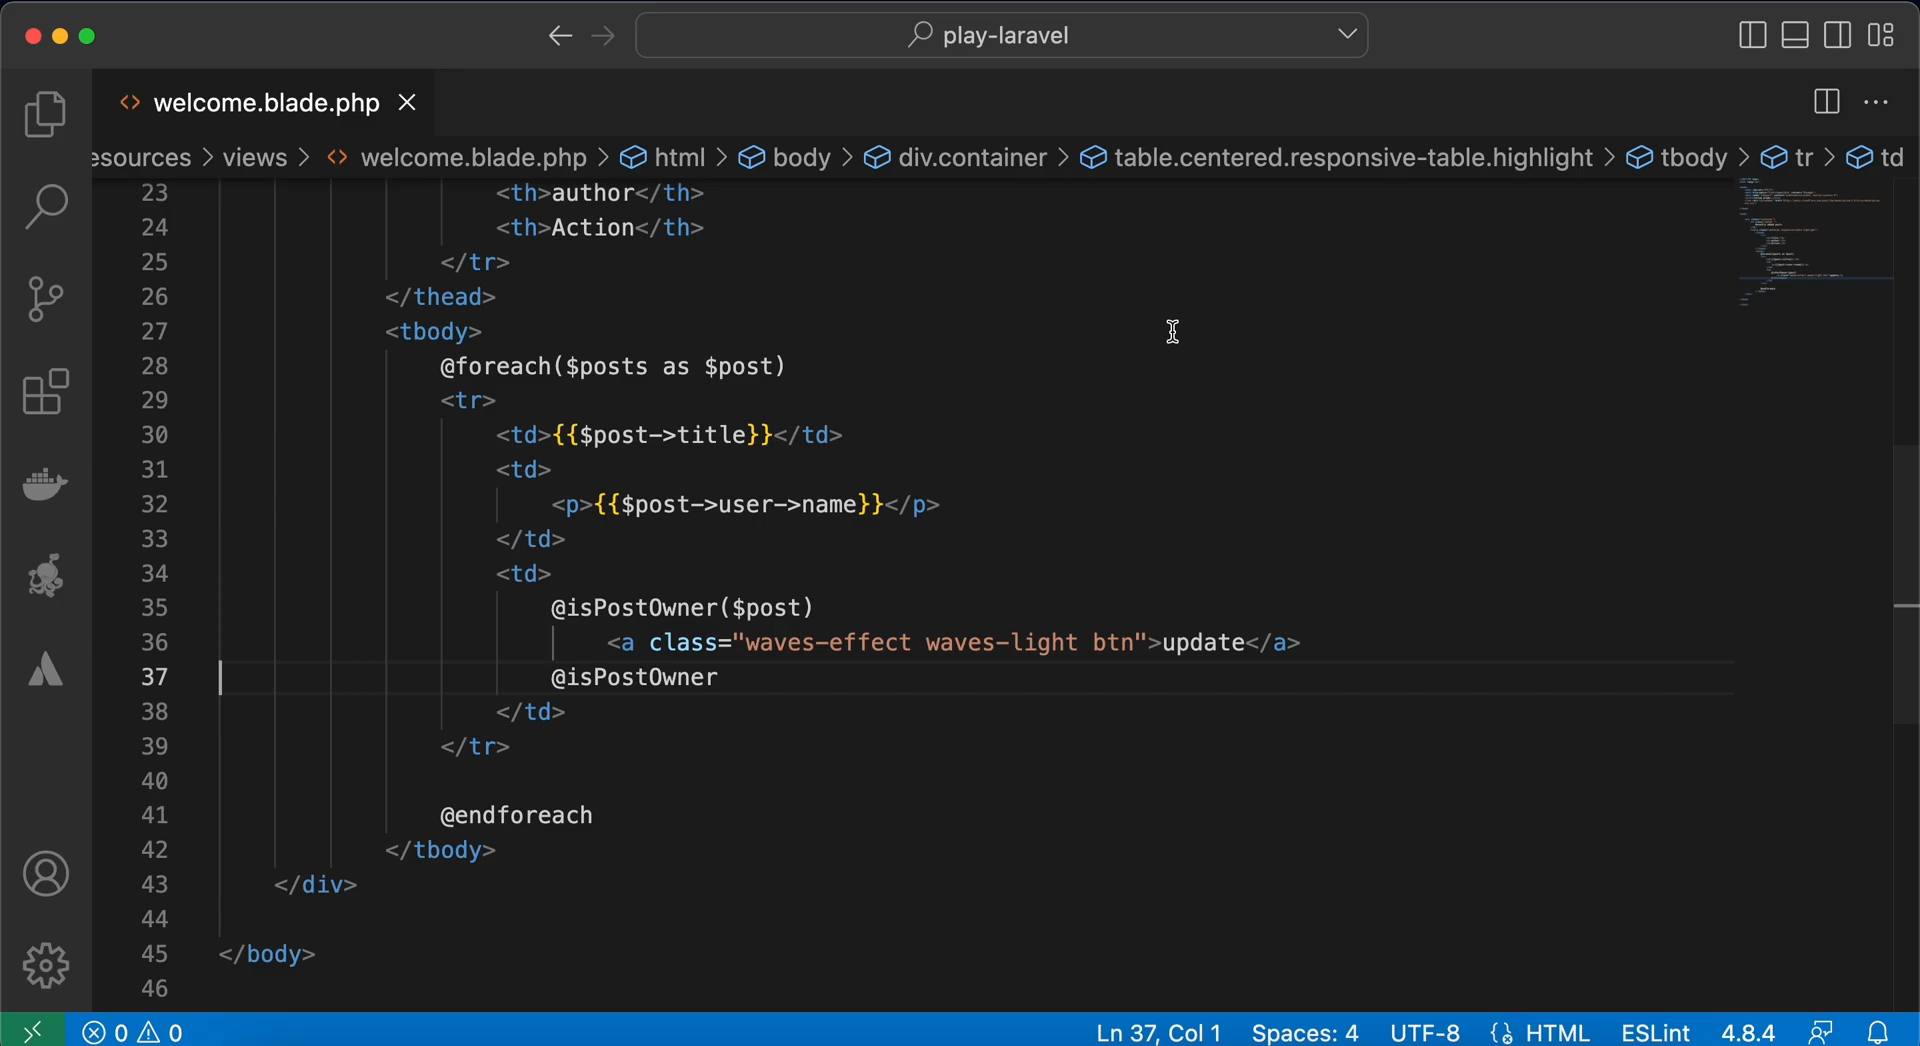 play-laravel
welcome.blade.php
esources > views > welcome.blade.php > html > body > div.container > table.centered.responsive-table.highlight > tbody > tr > td
23 <th>author</th>
24 <th>Action</th>
25 </tr>
26 </thead>
27 <tbody>
28 @foreach($posts as $post)
29 <tr>
30 <td>{{$post->title}}</td>
31 <td>
32 <p>{{$post->user->name}}</p>
33 </td>
34 <td>
35 @isPostOwner($post)
36 <a class="waves-effect waves-light btn">update</a>
37 @isPostOwner
38 </td>
39 </tr>
40
41 @endforeach
42 </tbody>
43 </div>
44
45 </body>
46
0 0 Ln 37, Col 1 Spaces: 4 UTF-8 HTML ESLint 4.8.4